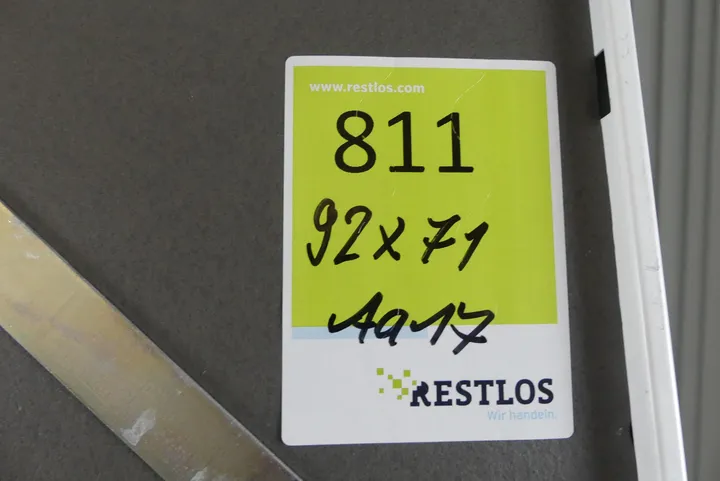 www.restlos.com
811
92x71
Aa17
RESTLOS
Wir handeln.